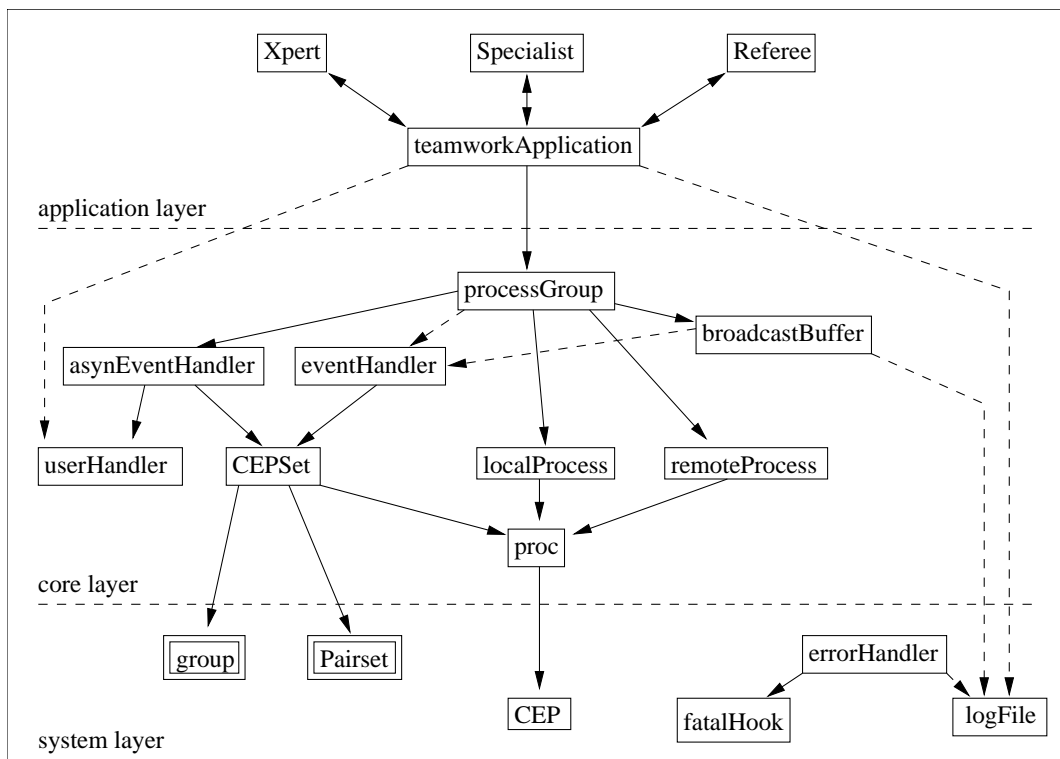 Xpert
Specialist
Referee
teamworkApplication
application layer
processGroup
broadcastBuffer
asynEventHandler
eventHandler
userHandler
CEPSet
localProcess
remoteProcess
proc
core layer
group
Pairset
errorHandler
CEP
fatalHook
logFile
system layer